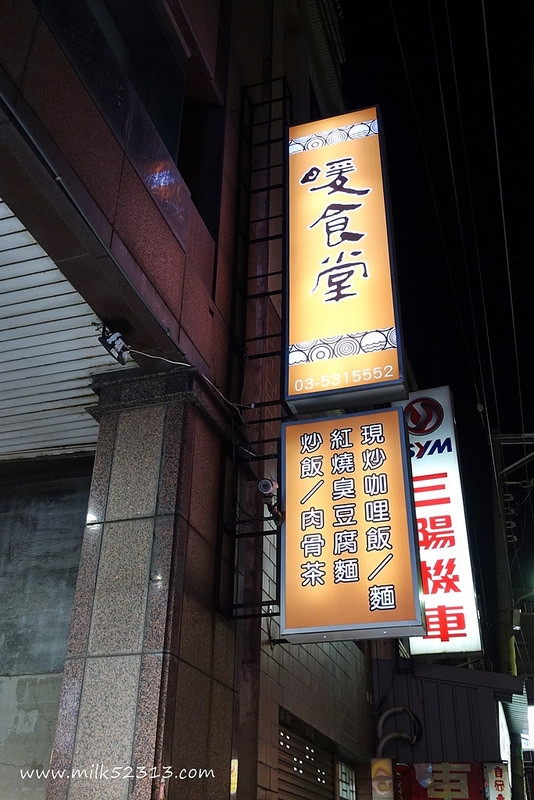 暖食堂
03-5315552
現炒咖哩飯／麵
紅燒臭豆腐麵
炒飯／肉骨茶
SYM
三陽機車
www.milk52313.com